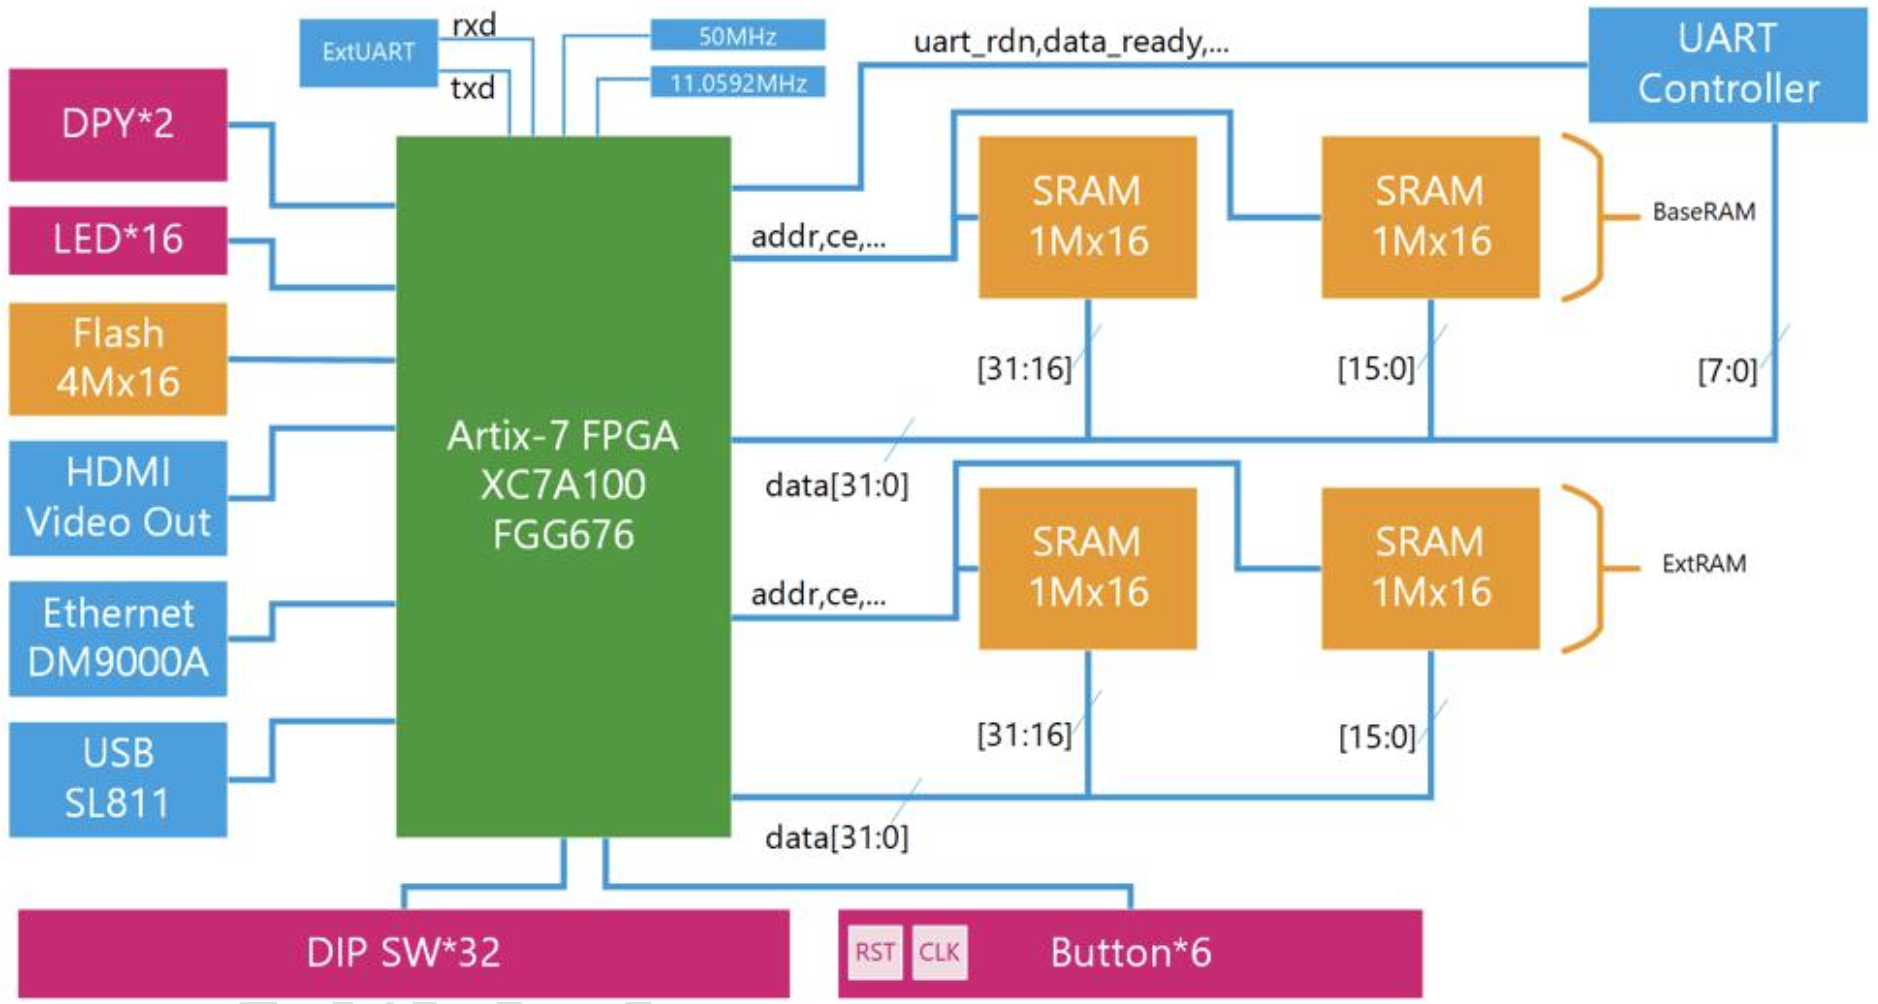 ExtUART
rxd
txd
50MHz
11.0592MHz
uart_rdn,data_ready,...
UART
Controller
DPY*2
LED*16
Flash
4Mx16
HDMI
Video Out
Ethernet
DM9000A
USB
SL811
Artix-7 FPGA
XC7A100
FGG676
addr,ce,...
SRAM
1Mx16
SRAM
1Mx16
BaseRAM
[31:16]
[15:0]
[7:0]
data[31:0]
addr,ce,...
SRAM
1Mx16
SRAM
1Mx16
ExtRAM
[31:16]
[15:0]
data[31:0]
DIP SW*32
RST
CLK
Button*6